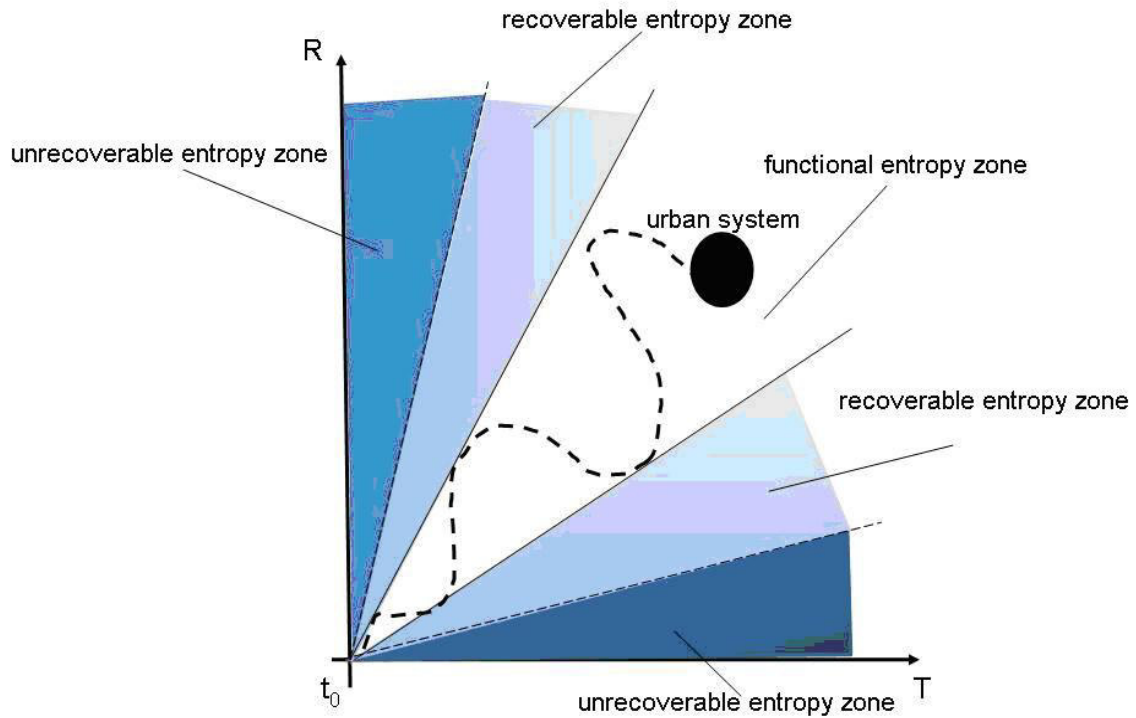 recoverable entropy zone
R
unrecoverable entropy zone
functional entropy zone
urban system
recoverable entropy zone
t0
unrecoverable entropy zone
T